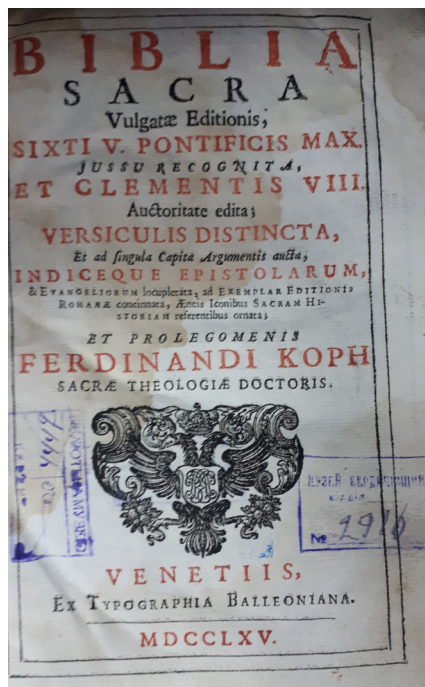 BIBLIA
SACRA
Vulgatæ Editionis,
SIXTI V. PONTIFICIS MAX.
JUSSU RECOGNITA,
ET CLEMENTIS VIII.
Auctoritate edita;
VERSICULIS DISTINCTA,
Et ad singula Capita Argumentis aucta;
INDICEQUE EPISTOLARUM,
& EVANGELIORUM locupletata, ad EXEMPLAR EDITIONIS
ROMANÆ concinnata, Æneis Iconibus SACRAM HI-
STORIAM referentibus ornata;
ET PROLEGOMENIS
FERDINANDI KOPH
SACRÆ THEOLOGIÆ DOCTORIS.
МУЗЕЙ
№ 2916
VENETIIS,
EX TYPOGRAPHIA BALLEONIANA.
MDCCLXV.